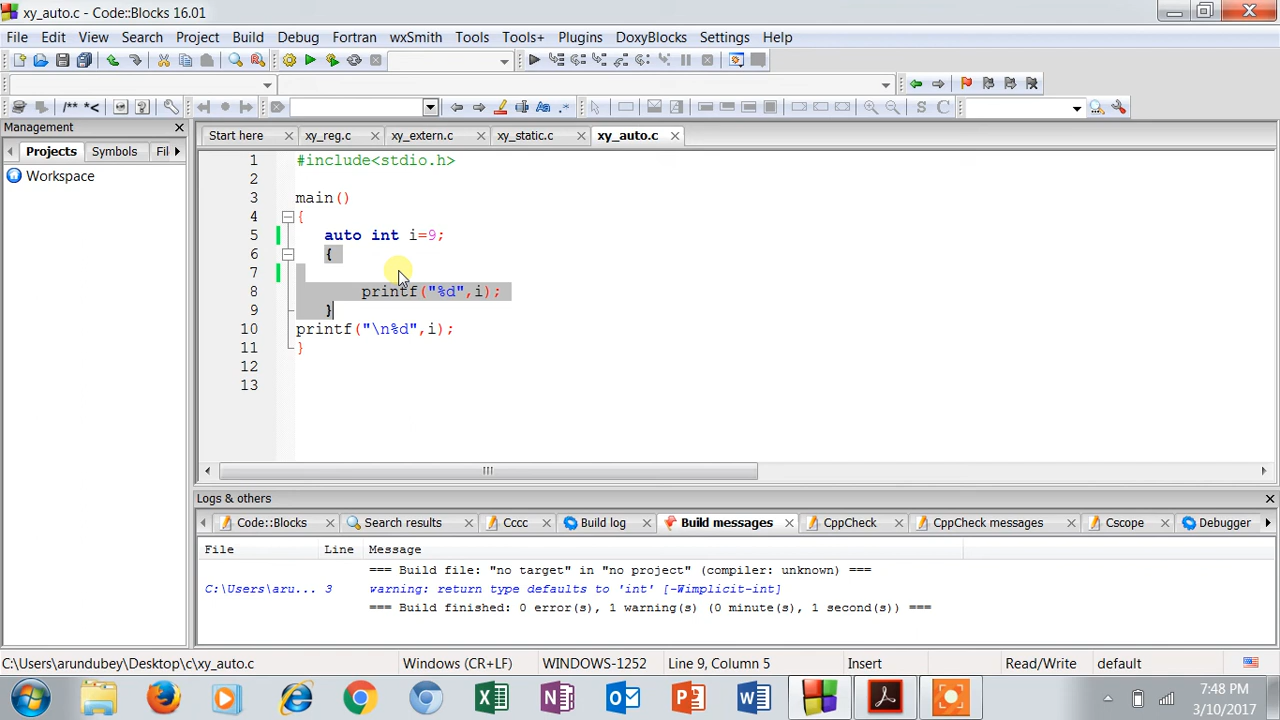 xy_auto.c - Code::Blocks 16.01
File Edit View Search Project Build Debug Fortran wxSmith Tools Tools+ Plugins DoxyBlocks Settings Help
/** *<
S C
Management
Start here xy_reg.c xy_extern.c xy_static.c xy_auto.c
Projects Symbols Fil
Workspace
1 #include<stdio.h>
2
3 main()
4 {
5 auto int i=9;
6 {
7
8 printf("%d",i);
9 }
10 printf("\n%d",i);
11 }
12
13
Logs & others
Code::Blocks Search results Cccc Build log Build messages CppCheck CppCheck messages Cscope Debugger
File Line Message
=== Build file: "no target" in "no project" (compiler: unknown) ===
C:\Users\aru... 3 warning: return type defaults to 'int' [-Wimplicit-int]
=== Build finished: 0 error(s), 1 warning(s) (0 minute(s), 1 second(s)) ===
C:\Users\arundubey\Desktop\c\xy_auto.c Windows (CR+LF) WINDOWS-1252 Line 9, Column 5 Insert Read/Write default
7:48 PM
3/10/2017